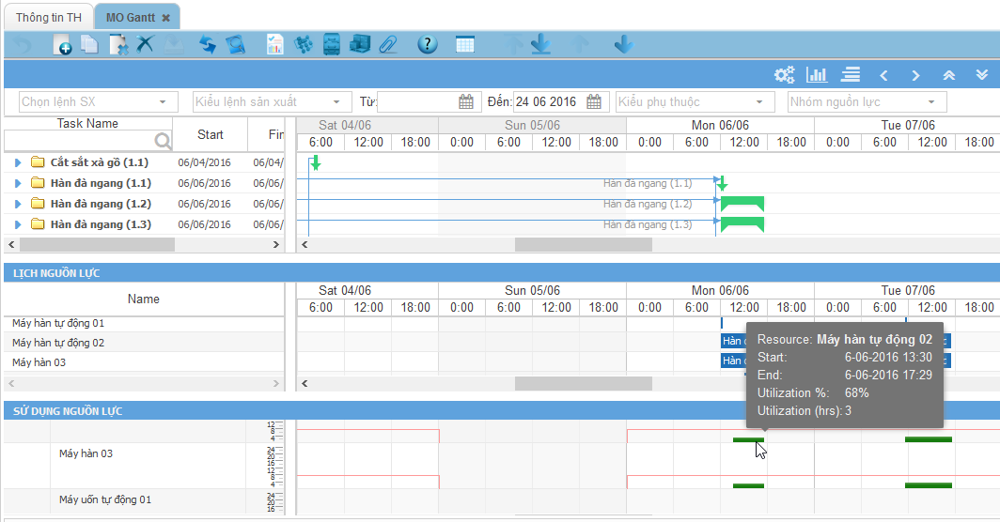 Thông tin TH
MO Gantt
Chọn lệnh SX
Kiểu lệnh sản xuất
Từ:
Đến: 24 06 2016
Kiểu phụ thuộc
Nhóm nguồn lực
Task Name
Start
Fin
Sat 04/06
Sun 05/06
Mon 06/06
Tue 07/06
6:00 12:00 18:00 0:00 6:00 12:00 18:00 0:00 6:00 12:00 18:00 0:00 6:00 12:00 18:00
Cắt sắt xà gồ (1.1) 06/04/2016 06/04/
Hàn đà ngang (1.1) 06/06/2016 06/06/ Hàn đà ngang (1.1)
Hàn đà ngang (1.2) 06/06/2016 06/06/ Hàn đà ngang (1.2)
Hàn đà ngang (1.3) 06/06/2016 06/06/ Hàn đà ngang (1.3)
LỊCH NGUỒN LỰC
Name
Sat 04/06
Sun 05/06
Mon 06/06
Tue 07/06
6:00 12:00 18:00 0:00 6:00 12:00 18:00 0:00 6:00 12:00 18:00 0:00 6:00 12:00 18:00
Máy hàn tự động 01
Máy hàn tự động 02
Hàn
Máy hàn 03
Hàn
Resource: Máy hàn tự động 02
Start: 6-06-2016 13:30
End: 6-06-2016 17:29
Utilization %: 68%
Utilization (hrs): 3
SỬ DỤNG NGUỒN LỰC
12
8
4
Máy hàn 03
24
20
16
12
8
4
Máy uốn tự động 01
24
20
16